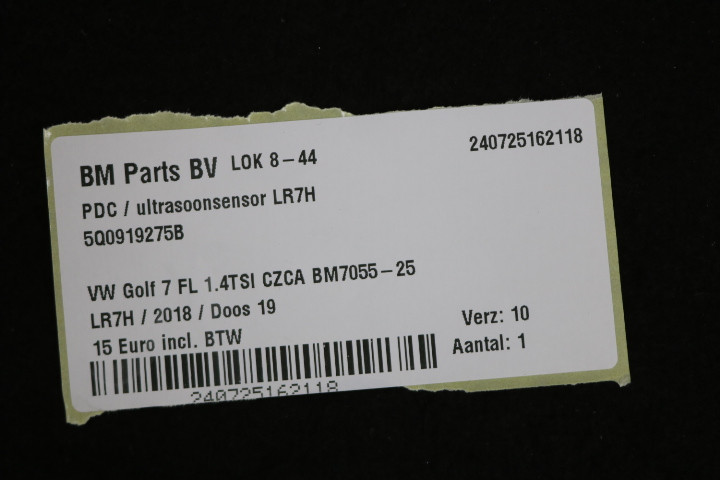 BM Parts BV LOK 8-44 240725162118
PDC / ultrasoonsensor LR7H
5Q0919275B
VW Golf 7 FL 1.4TSI CZCA BM7055-25
LR7H / 2018 / Doos 19
15 Euro incl. BTW Verz: 10
Aantal: 1
240725162118